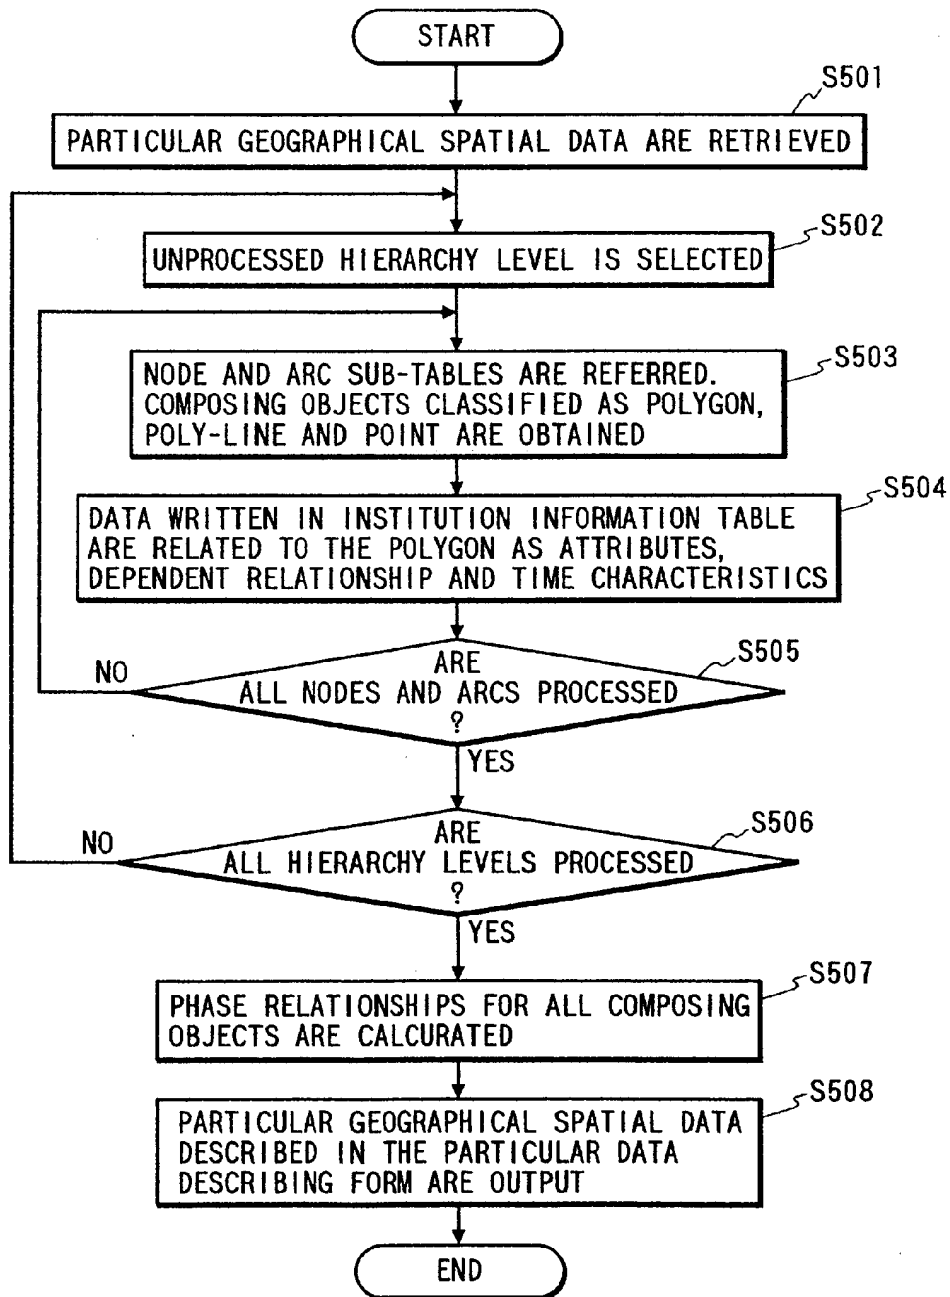 START
S501
PARTICULAR GEOGRAPHICAL SPATIAL DATA ARE RETRIEVED
S502
UNPROCESSED HIERARCHY LEVEL IS SELECTED
S503
NODE AND ARC SUB-TABLES ARE REFERRED.
COMPOSING OBJECTS CLASSIFIED AS POLYGON,
POLY-LINE AND POINT ARE OBTAINED
S504
DATA WRITTEN IN INSTITUTION INFORMATION TABLE
ARE RELATED TO THE POLYGON AS ATTRIBUTES,
DEPENDENT RELATIONSHIP AND TIME CHARACTERISTICS
S505
NO
ARE
ALL NODES AND ARCS PROCESSED
?
YES
S506
NO
ARE
ALL HIERARCHY LEVELS PROCESSED
?
YES
S507
PHASE RELATIONSHIPS FOR ALL COMPOSING
OBJECTS ARE CALCURATED
S508
PARTICULAR GEOGRAPHICAL SPATIAL DATA
DESCRIBED IN THE PARTICULAR DATA
DESCRIBING FORM ARE OUTPUT
END